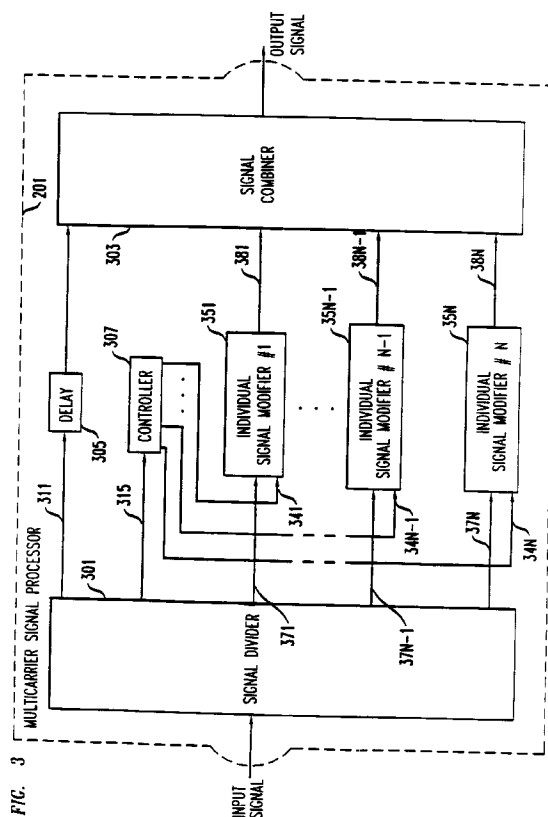 FIG. 3
MULTICARRIER SIGNAL PROCESSOR
201
INPUT
SIGNAL
SIGNAL DIVIDER
301
311
315
371
37N-1
37N
DELAY
305
CONTROLLER
307
. . . .
341
34N-1
34N
INDIVIDUAL
SIGNAL MODIFIER #1
351
. . . .
INDIVIDUAL
SIGNAL MODIFIER # N-1
35N-1
INDIVIDUAL
SIGNAL MODIFIER # N
35N
381
38N-1
38N
303
SIGNAL
COMBINER
OUTPUT
SIGNAL